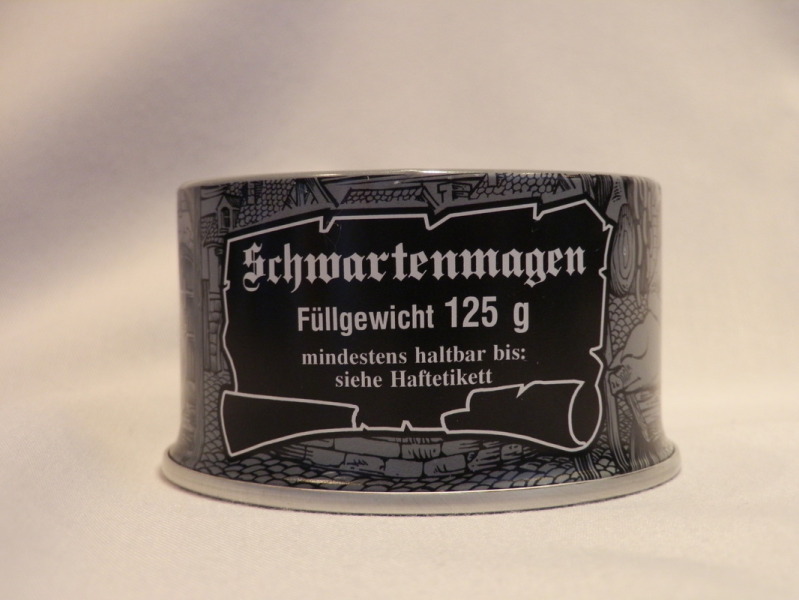 Schwartenmagen
Füllgewicht 125 g
mindestens haltbar bis:
siehe Haftetikett